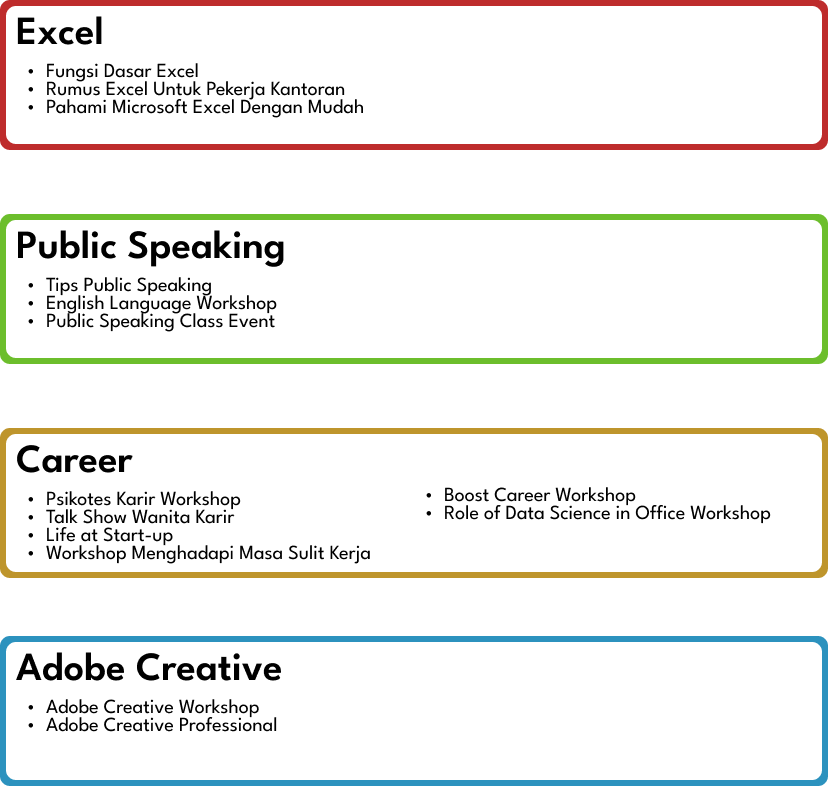 Excel
• Fungsi Dasar Excel
• Rumus Excel Untuk Pekerja Kantoran
• Pahami Microsoft Excel Dengan Mudah
Public Speaking
• Tips Public Speaking
• English Language Workshop
• Public Speaking Class Event
Career
• Psikotes Karir Workshop
• Talk Show Wanita Karir
• Life at Start-up
• Workshop Menghadapi Masa Sulit Kerja
• Boost Career Workshop
• Role of Data Science in Office Workshop
Adobe Creative
• Adobe Creative Workshop
• Adobe Creative Professional